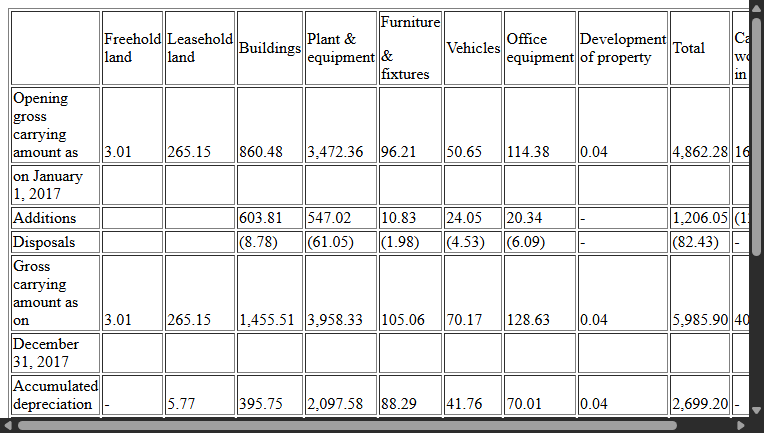 Freehold land Leasehold land Buildings Plant & equipment Furniture & fixtures Vehicles Office equipment Development of property Total
Opening gross carrying amount as 3.01 265.15 860.48 3,472.36 96.21 50.65 114.38 0.04 4,862.28
on January 1, 2017
Additions 603.81 547.02 10.83 24.05 20.34 - 1,206.05
Disposals (8.78) (61.05) (1.98) (4.53) (6.09) - (82.43) -
Gross carrying amount as on 3.01 265.15 1,455.51 3,958.33 105.06 70.17 128.63 0.04 5,985.90
December 31, 2017
Accumulated depreciation - 5.77 395.75 2,097.58 88.29 41.76 70.01 0.04 2,699.20 -